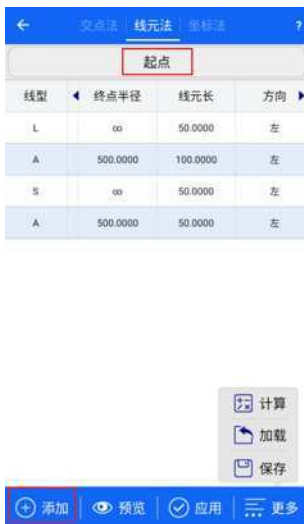 交点法 线元法 坐标法 ?
起点
线型 终点半径 线元长 方向
L ∞ 50.0000 左
A 500.0000 100.0000 左
S ∞ 50.0000 左
A 500.0000 50.0000 左
计算
加载
保存
添加 预览 应用 更多